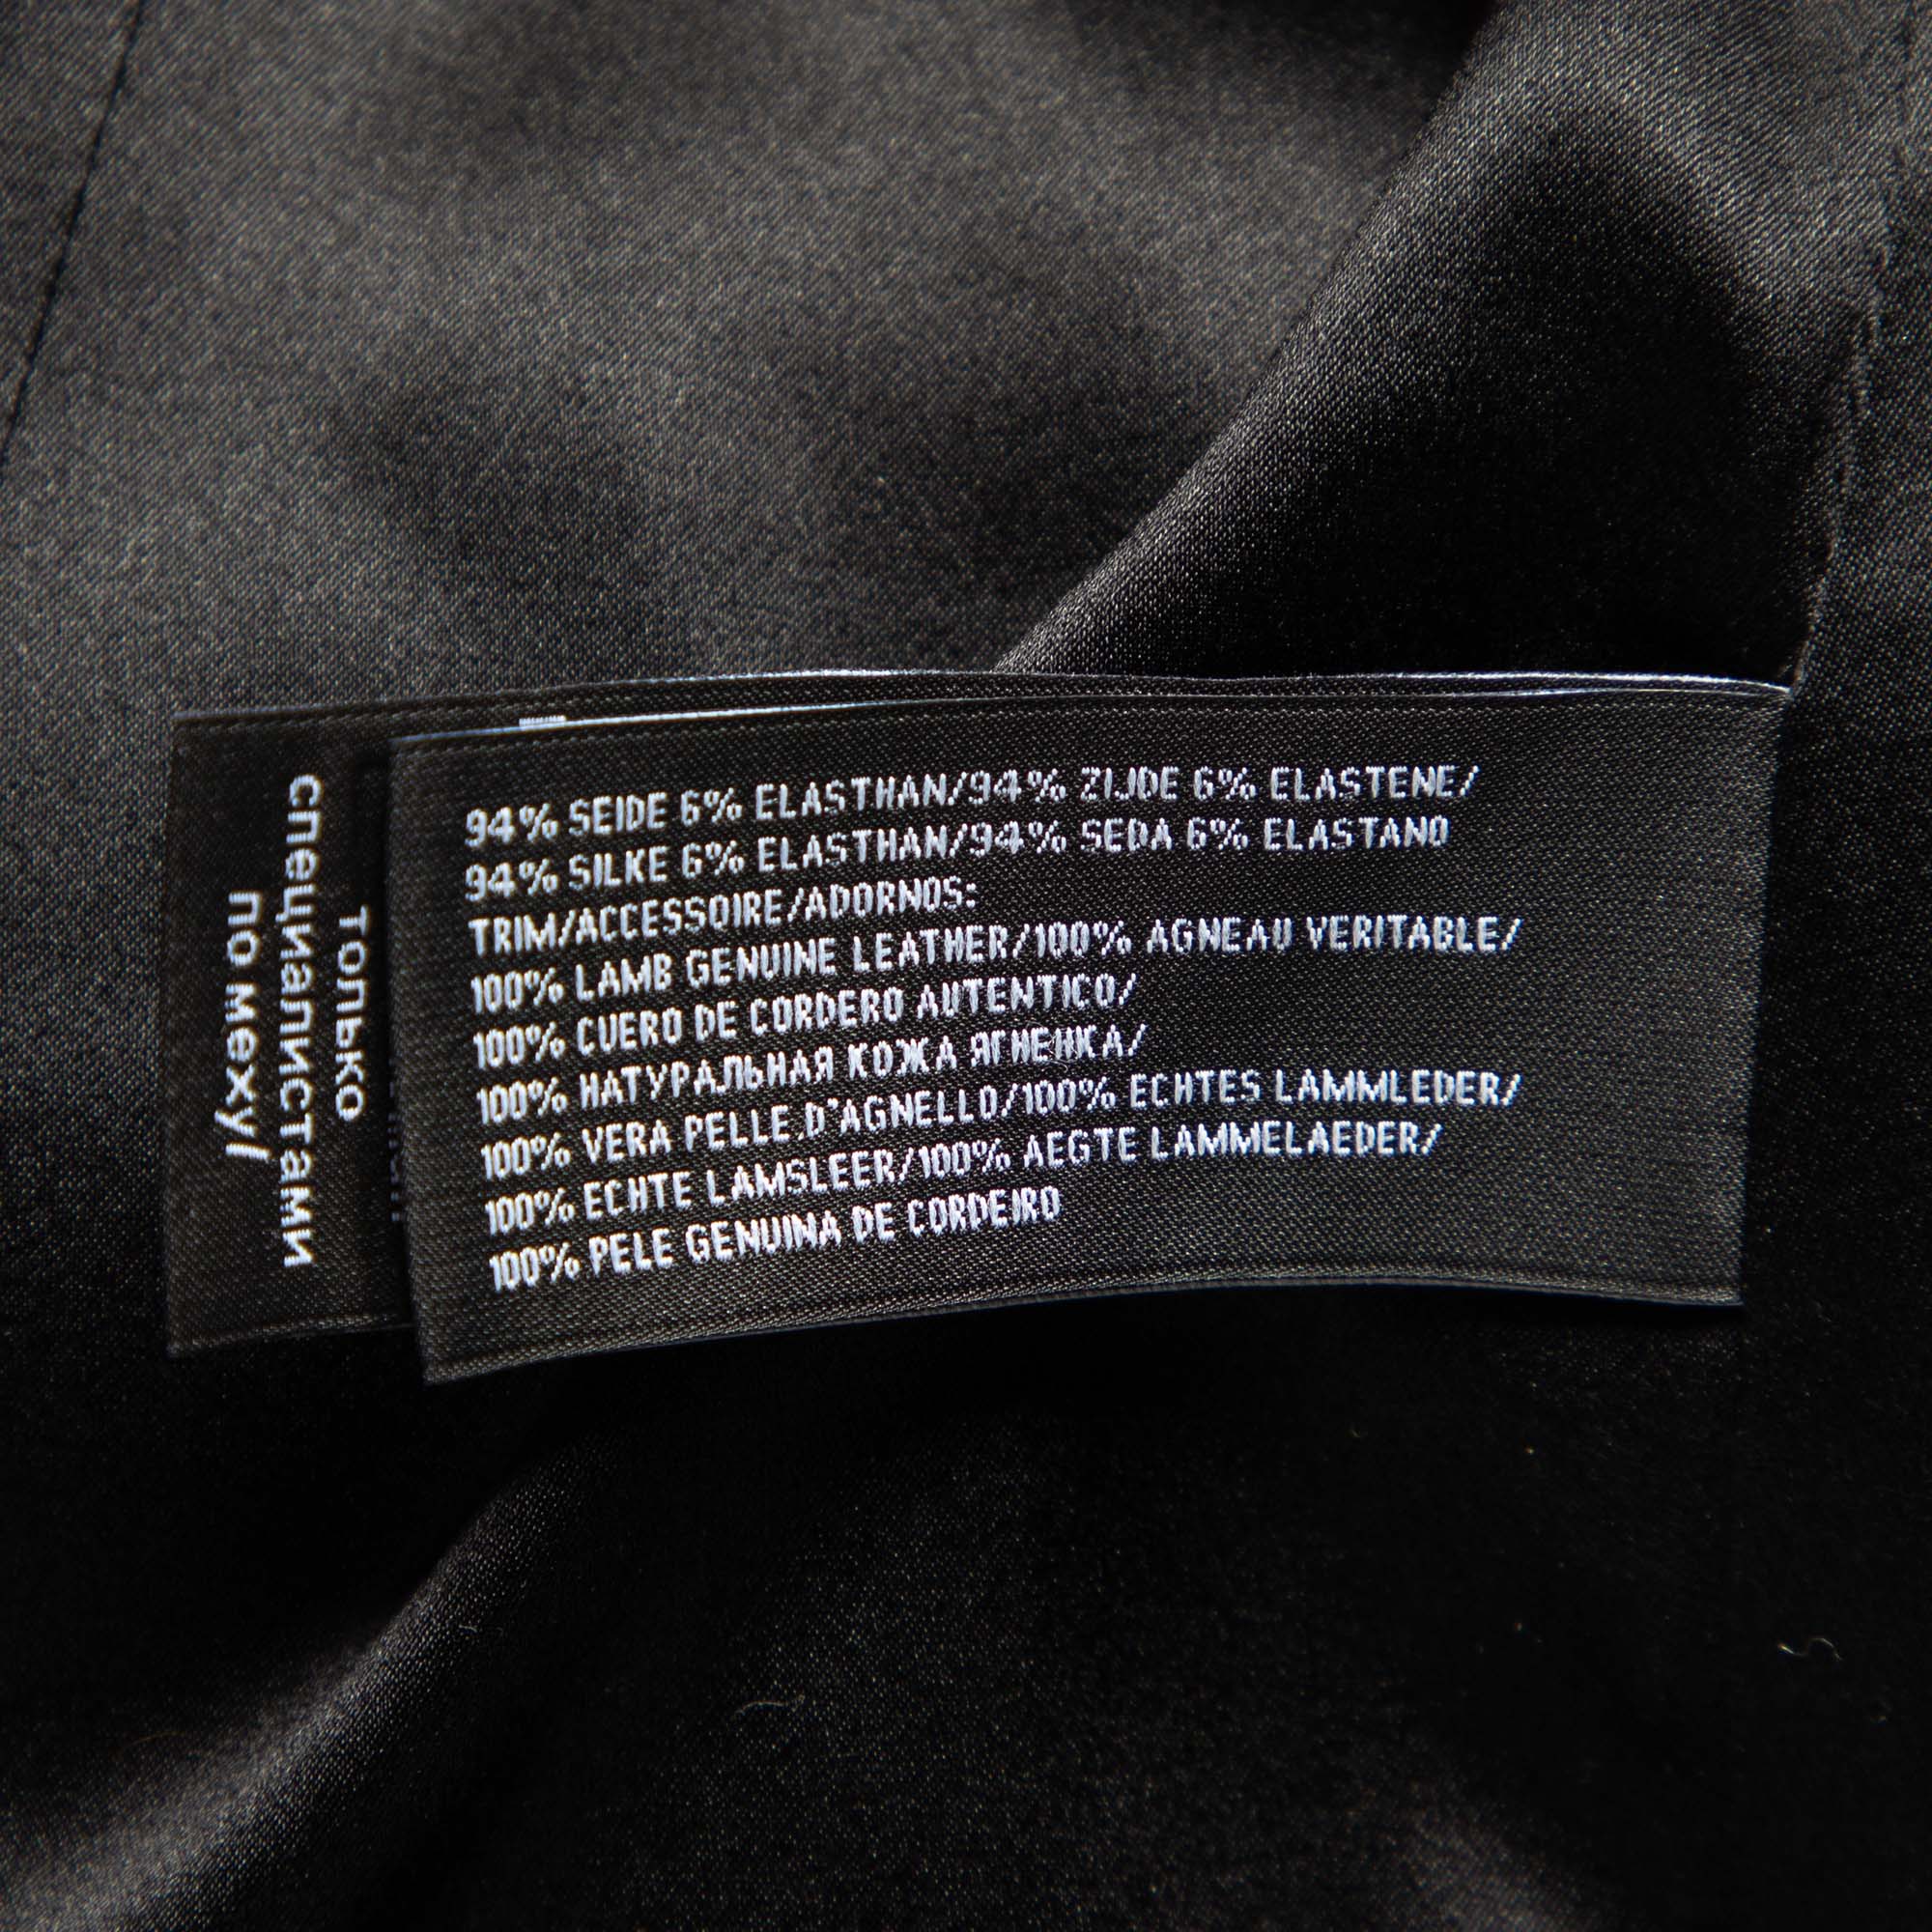 94% SEIDE 6% ELASTHAN/94% ZIJDE 6% ELASTENE/
94% SILKE 6% ELASTHAN/94% SEDA 6% ELASTANO
TRIM/ACCESSOIRE/ADORNOS:
100% LAMB GENUINE LEATHER/100% AGNEAU VERITABLE/
100% CUERO DE CORDERO AUTENTICO/
100% НАТУРАЛЬНАЯ КОЖА ЯГНЕНКА/
100% VERA PELLE D'AGNELLO/100% ECHTES LAMMLEDER/
100% ECHTE LAMSLEER/100% AEGTE LAMMELAEDER/
100% PELE GENUINA DE CORDEIRO
только
специалистами
по меху/